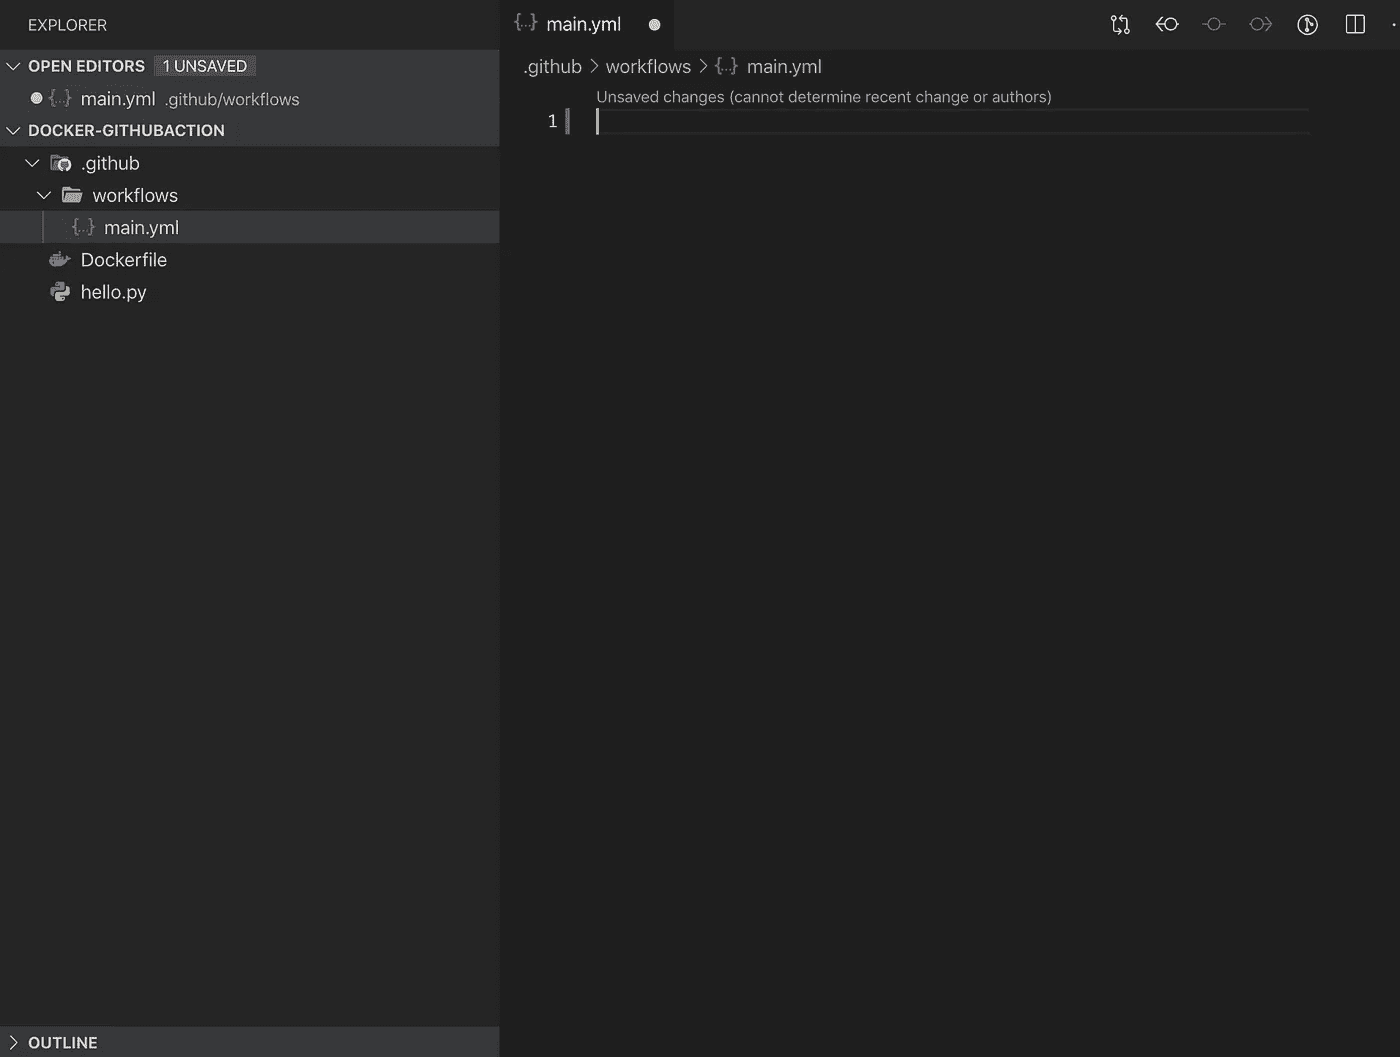 EXPLORER
OPEN EDITORS 1 UNSAVED
{..} main.yml .github/workflows
DOCKER-GITHUBACTION
.github
workflows
{..} main.yml
Dockerfile
hello.py
OUTLINE
{..} main.yml
.github > workflows > {..} main.yml
Unsaved changes (cannot determine recent change or authors)
1